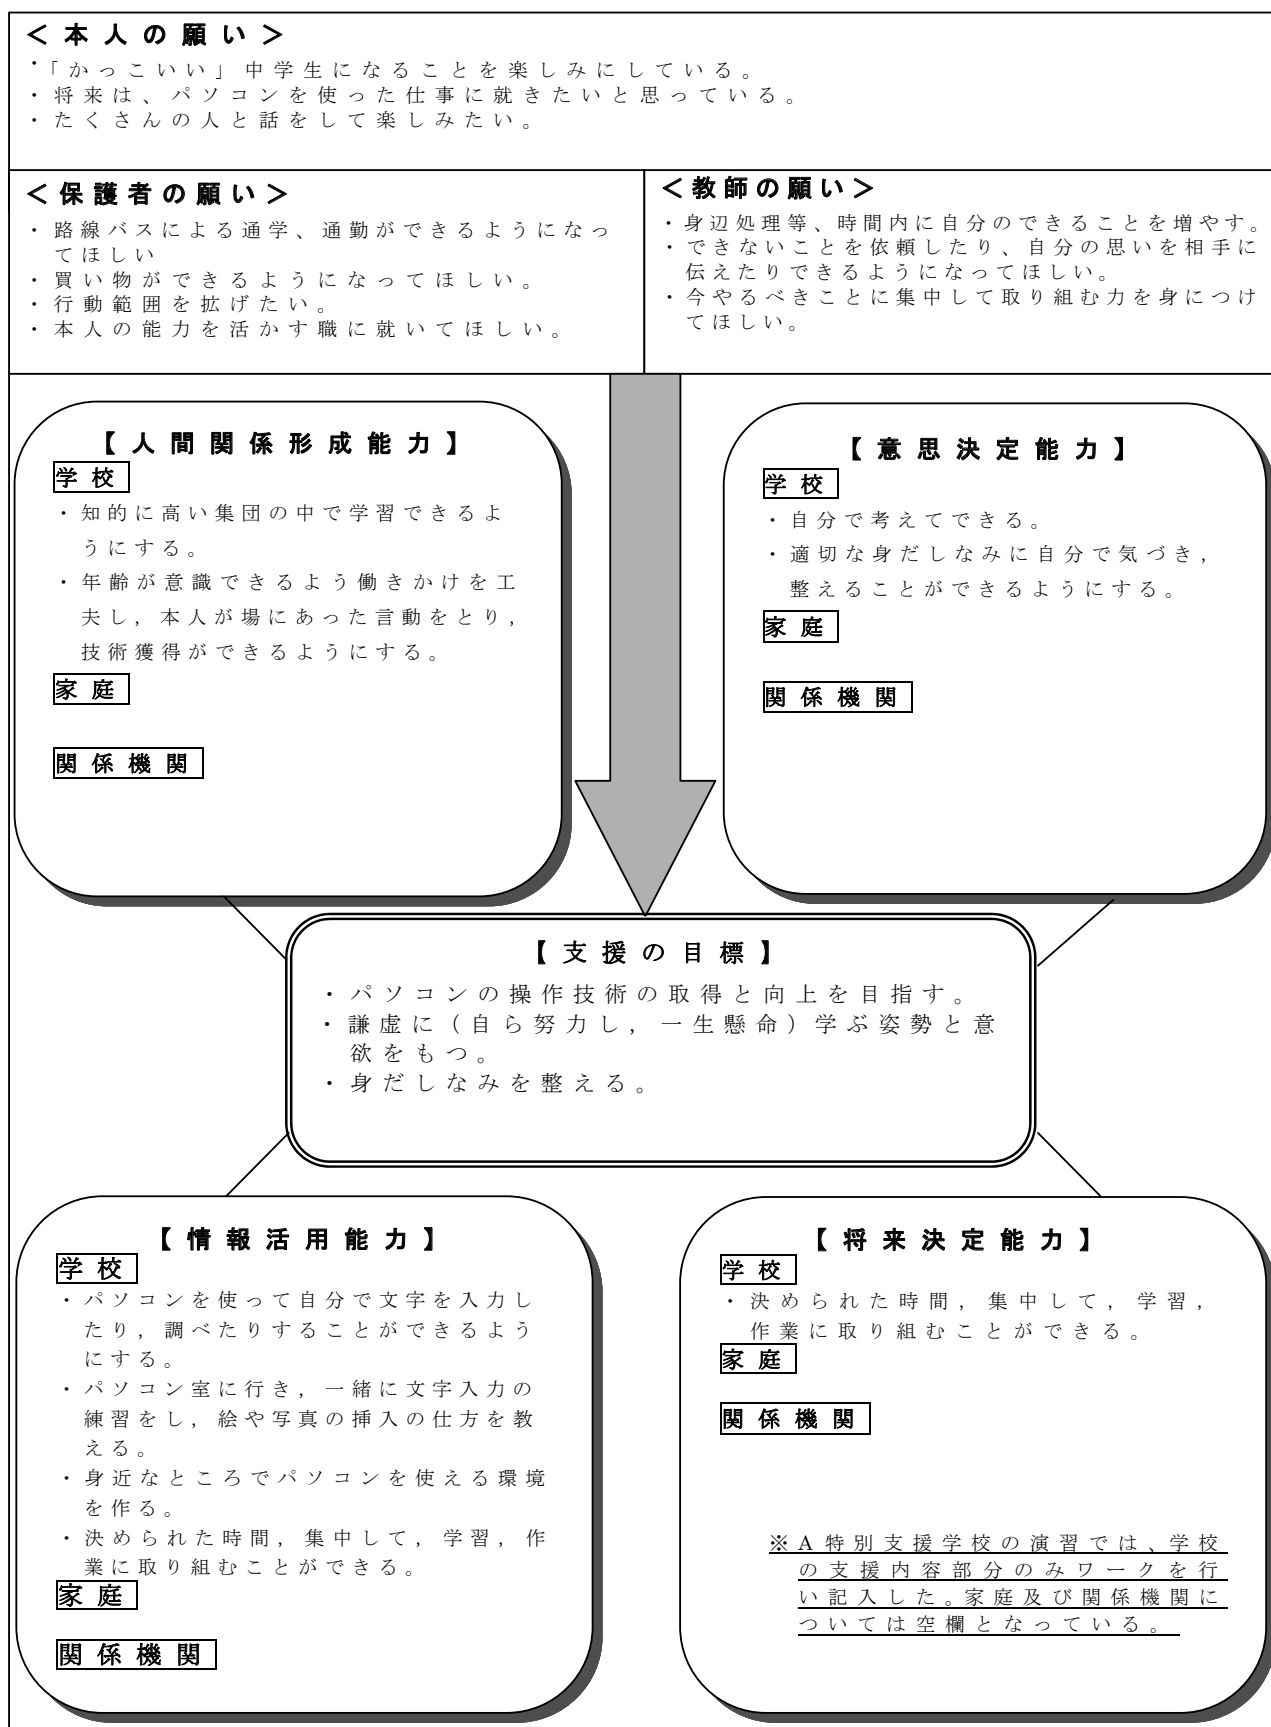 ＜本人の願い＞
・「かっこいい」中学生になることを楽しみにしている。
・将来は、パソコンを使った仕事に就きたいと思っている。
・たくさんの人と話をして楽しみたい。
＜保護者の願い＞
・路線バスによる通学、通勤ができるようになっ
てほしい
・買い物ができるようになってほしい。
・行動範囲を拡げたい。
・本人の能力を活かす職に就いてほしい。
＜教師の願い＞
・身辺処理等、時間内に自分のできることを増やす。
・できないことを依頼したり、自分の思いを相手に
伝えたりできるようになってほしい。
・今やるべきことに集中して取り組む力を身につけ
てほしい。
【人間関係形成能力】
学校
・知的に高い集団の中で学習できるよ
うにする。
・年齢が意識できるよう働きかけを工
夫し，本人が場にあった言動をとり，
技術獲得ができるようにする。
家庭
関係機関
【意思決定能力】
学校
・自分で考えてできる。
・適切な身だしなみに自分で気づき，
整えることができるようにする。
家庭
関係機関
【支援の目標】
・パソコンの操作技術の取得と向上を目指す。
・謙虚に（自ら努力し，一生懸命）学ぶ姿勢と意
欲をもつ。
・身だしなみを整える。
【情報活用能力】
学校
・パソコンを使って自分で文字を入力し
たり，調べたりすることができるよう
にする。
・パソコン室に行き，一緒に文字入力の
練習をし，絵や写真の挿入の仕方を教
える。
・身近なところでパソコンを使える環境
を作る。
・決められた時間，集中して，学習，作
業に取り組むことができる。
家庭
関係機関
【将来決定能力】
学校
・決められた時間，集中して，学習，
作業に取り組むことができる。
家庭
関係機関
※A特別支援学校の演習では、学校
の支援内容部分のみワークを行
い記入した。家庭及び関係機関に
ついては空欄となっている。